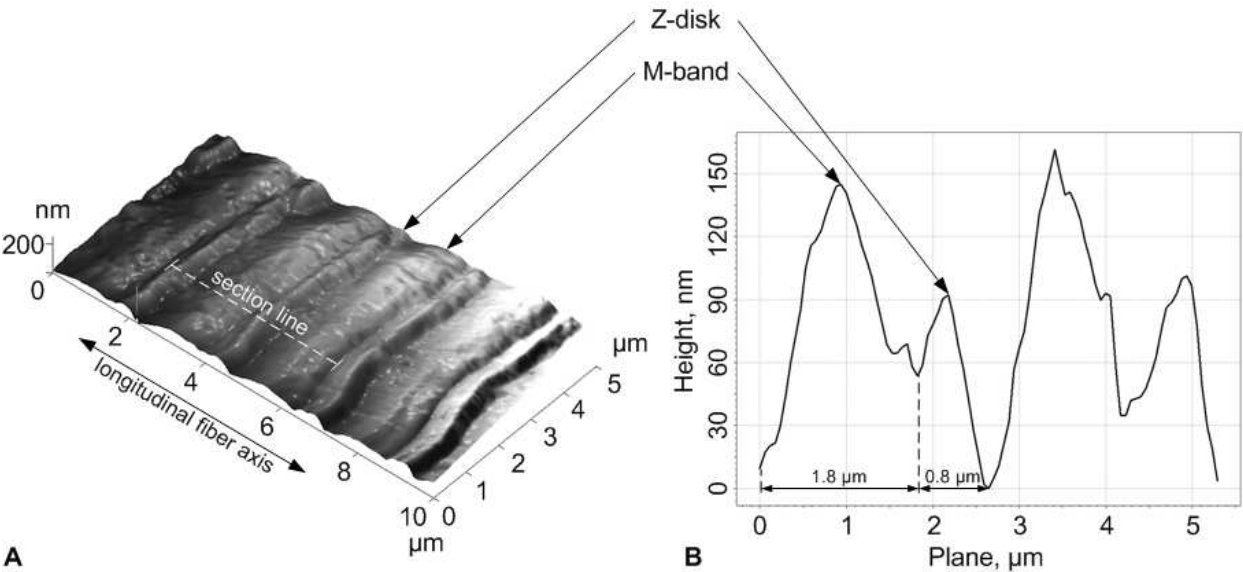 Z-disk
M-band
nm
200
0
2
4
6
8
10
μm
0
1
2
3
4
5
μm
section line
longitudinal fiber axis
A
Height, nm
150
120
90
60
30
0
1.8 μm
0.8 μm
0
1
2
3
4
5
Plane, μm
B